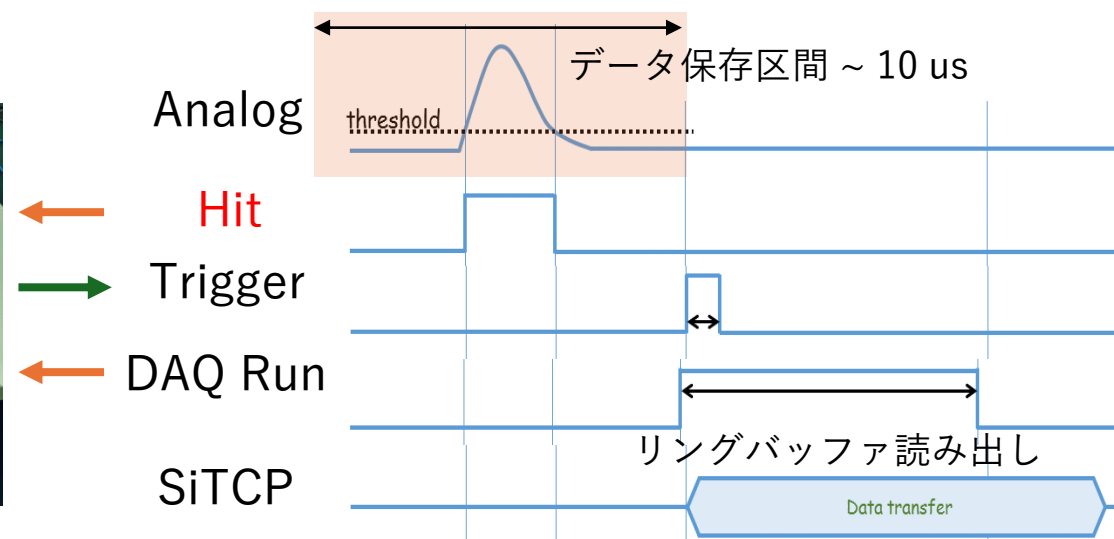 データ保存区間 ~ 10 us
Analog
threshold
Hit
Trigger
DAQ Run
リングバッファ読み出し
SiTCP
Data transfer